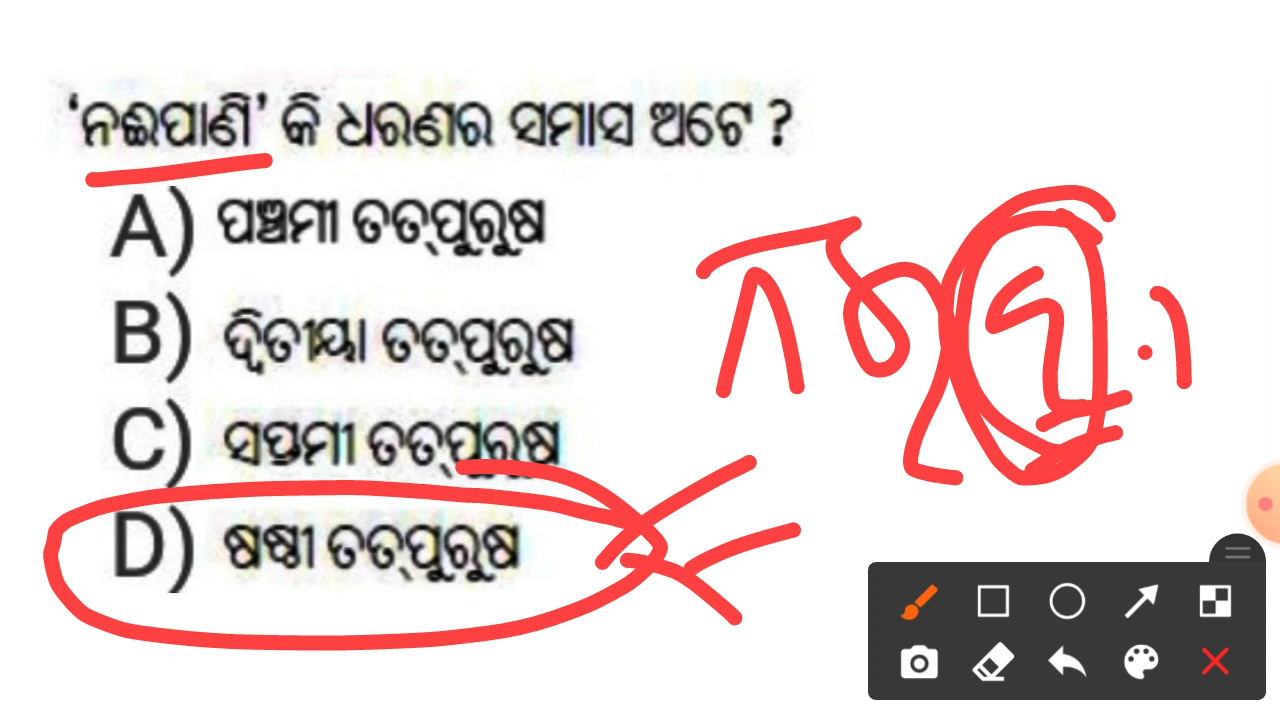 ‘ନଈପାଣି’ କି ଧରଣର ସମାସ ଅଟେ ?
A) ପଞ୍ଚମୀ ତତ୍‌ପୁରୁଷ
B) ଦ୍ୱିତୀୟା ତତ୍‌ପୁରୁଷ
C) ସପ୍ତମୀ ତତ୍‌ପୁରୁଷ
D) ଷଷ୍ଠୀ ତତ୍‌ପୁରୁଷ